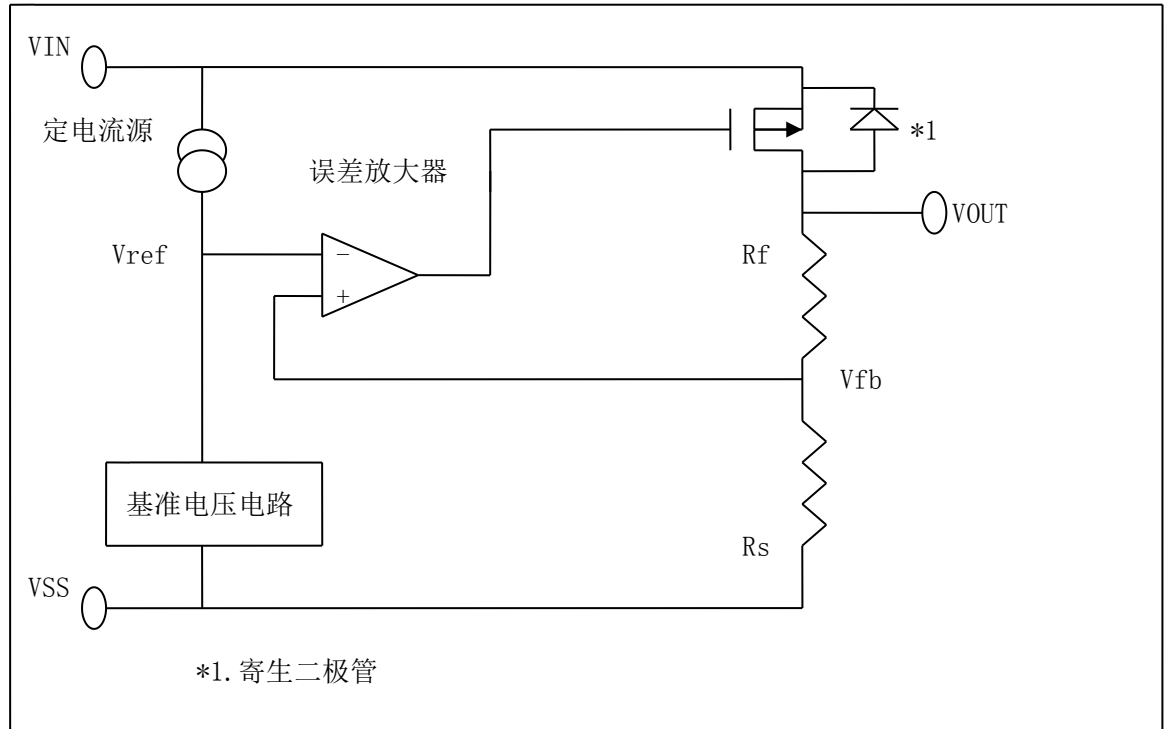 VIN
定电流源
*1
误差放大器
VOUT
Vref
−
Rf
+
Vfb
基准电压电路
Rs
VSS
*1.寄生二极管